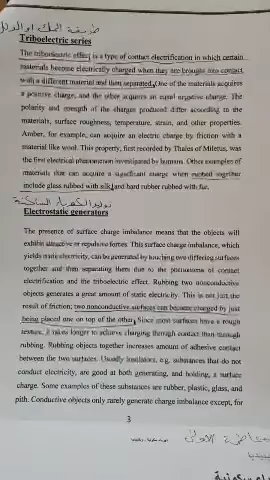 طريقة الدلك او الدلك
Triboelectric series
The triboelectric effect is a type of contact electrification in which certain
materials become electrically charged when they are brought into contact
with a different material and then separated. One of the materials acquires
a positive charge, and the other acquires an equal negative charge. The
polarity and strength of the charges produced differ according to the
materials, surface roughness, temperature, strain, and other properties.
Amber, for example, can acquire an electric charge by friction with a
material like wool. This property, first recorded by Thales of Miletus, was
the first electrical phenomenon investigated by humans. Other examples of
materials that can acquire a significant charge when rubbed together
include glass rubbed with silk, and hard rubber rubbed with fur.
توليد الكهرباء الساكنة
Electrostatic generators
The presence of surface charge imbalance means that the objects will
exhibit attractive or repulsive forces. This surface charge imbalance, which
yields static electricity, can be generated by touching two differing surfaces
together and then separating them due to the phenomena of contact
electrification and the triboelectric effect. Rubbing two nonconductive
objects generates a great amount of static electricity. This is not just the
result of friction; two nonconductive surfaces can become charged by just
being placed one on top of the other. Since most surfaces have a rough
texture, it takes longer to achieve charging through contact than through
rubbing. Rubbing objects together increases amount of adhesive contact
between the two surfaces. Usually insulators, e.g. substances that do not
conduct electricity, are good at both generating, and holding, a surface
charge. Some examples of these substances are rubber, plastic, glass, and
pith. Conductive objects only rarely generate charge imbalance except, for
3